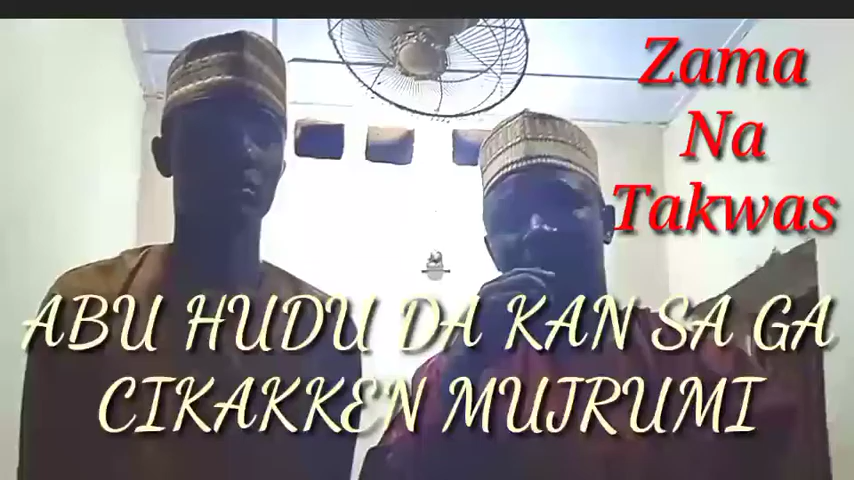 Zama
Na
Takwas
ABU HUDU DA KAN SA GA
CIKAKKEN MUJRUMI